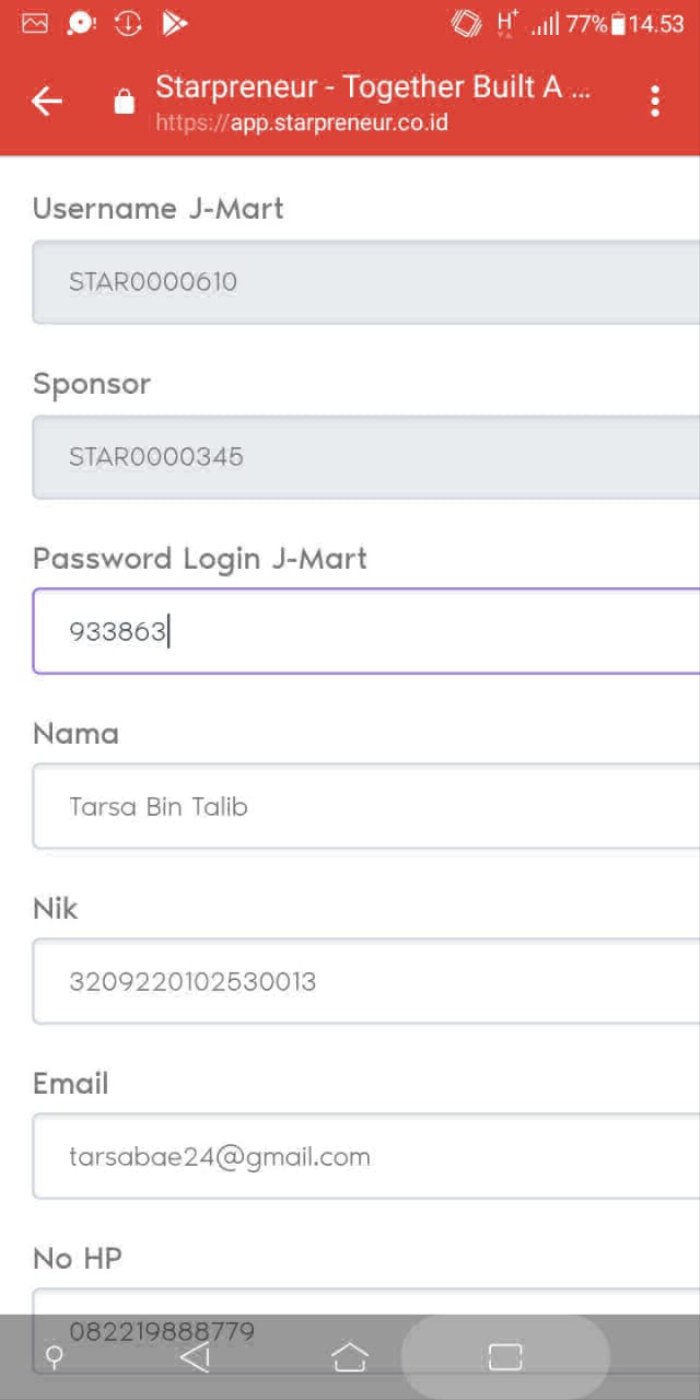 77% 14.53
Starpreneur - Together Built A ...
https://app.starpreneur.co.id
Username J-Mart
STAR0000610
Sponsor
STAR0000345
Password Login J-Mart
933863
Nama
Tarsa Bin Talib
Nik
3209220102530013
Email
tarsabae24@gmail.com
No HP
082219888779